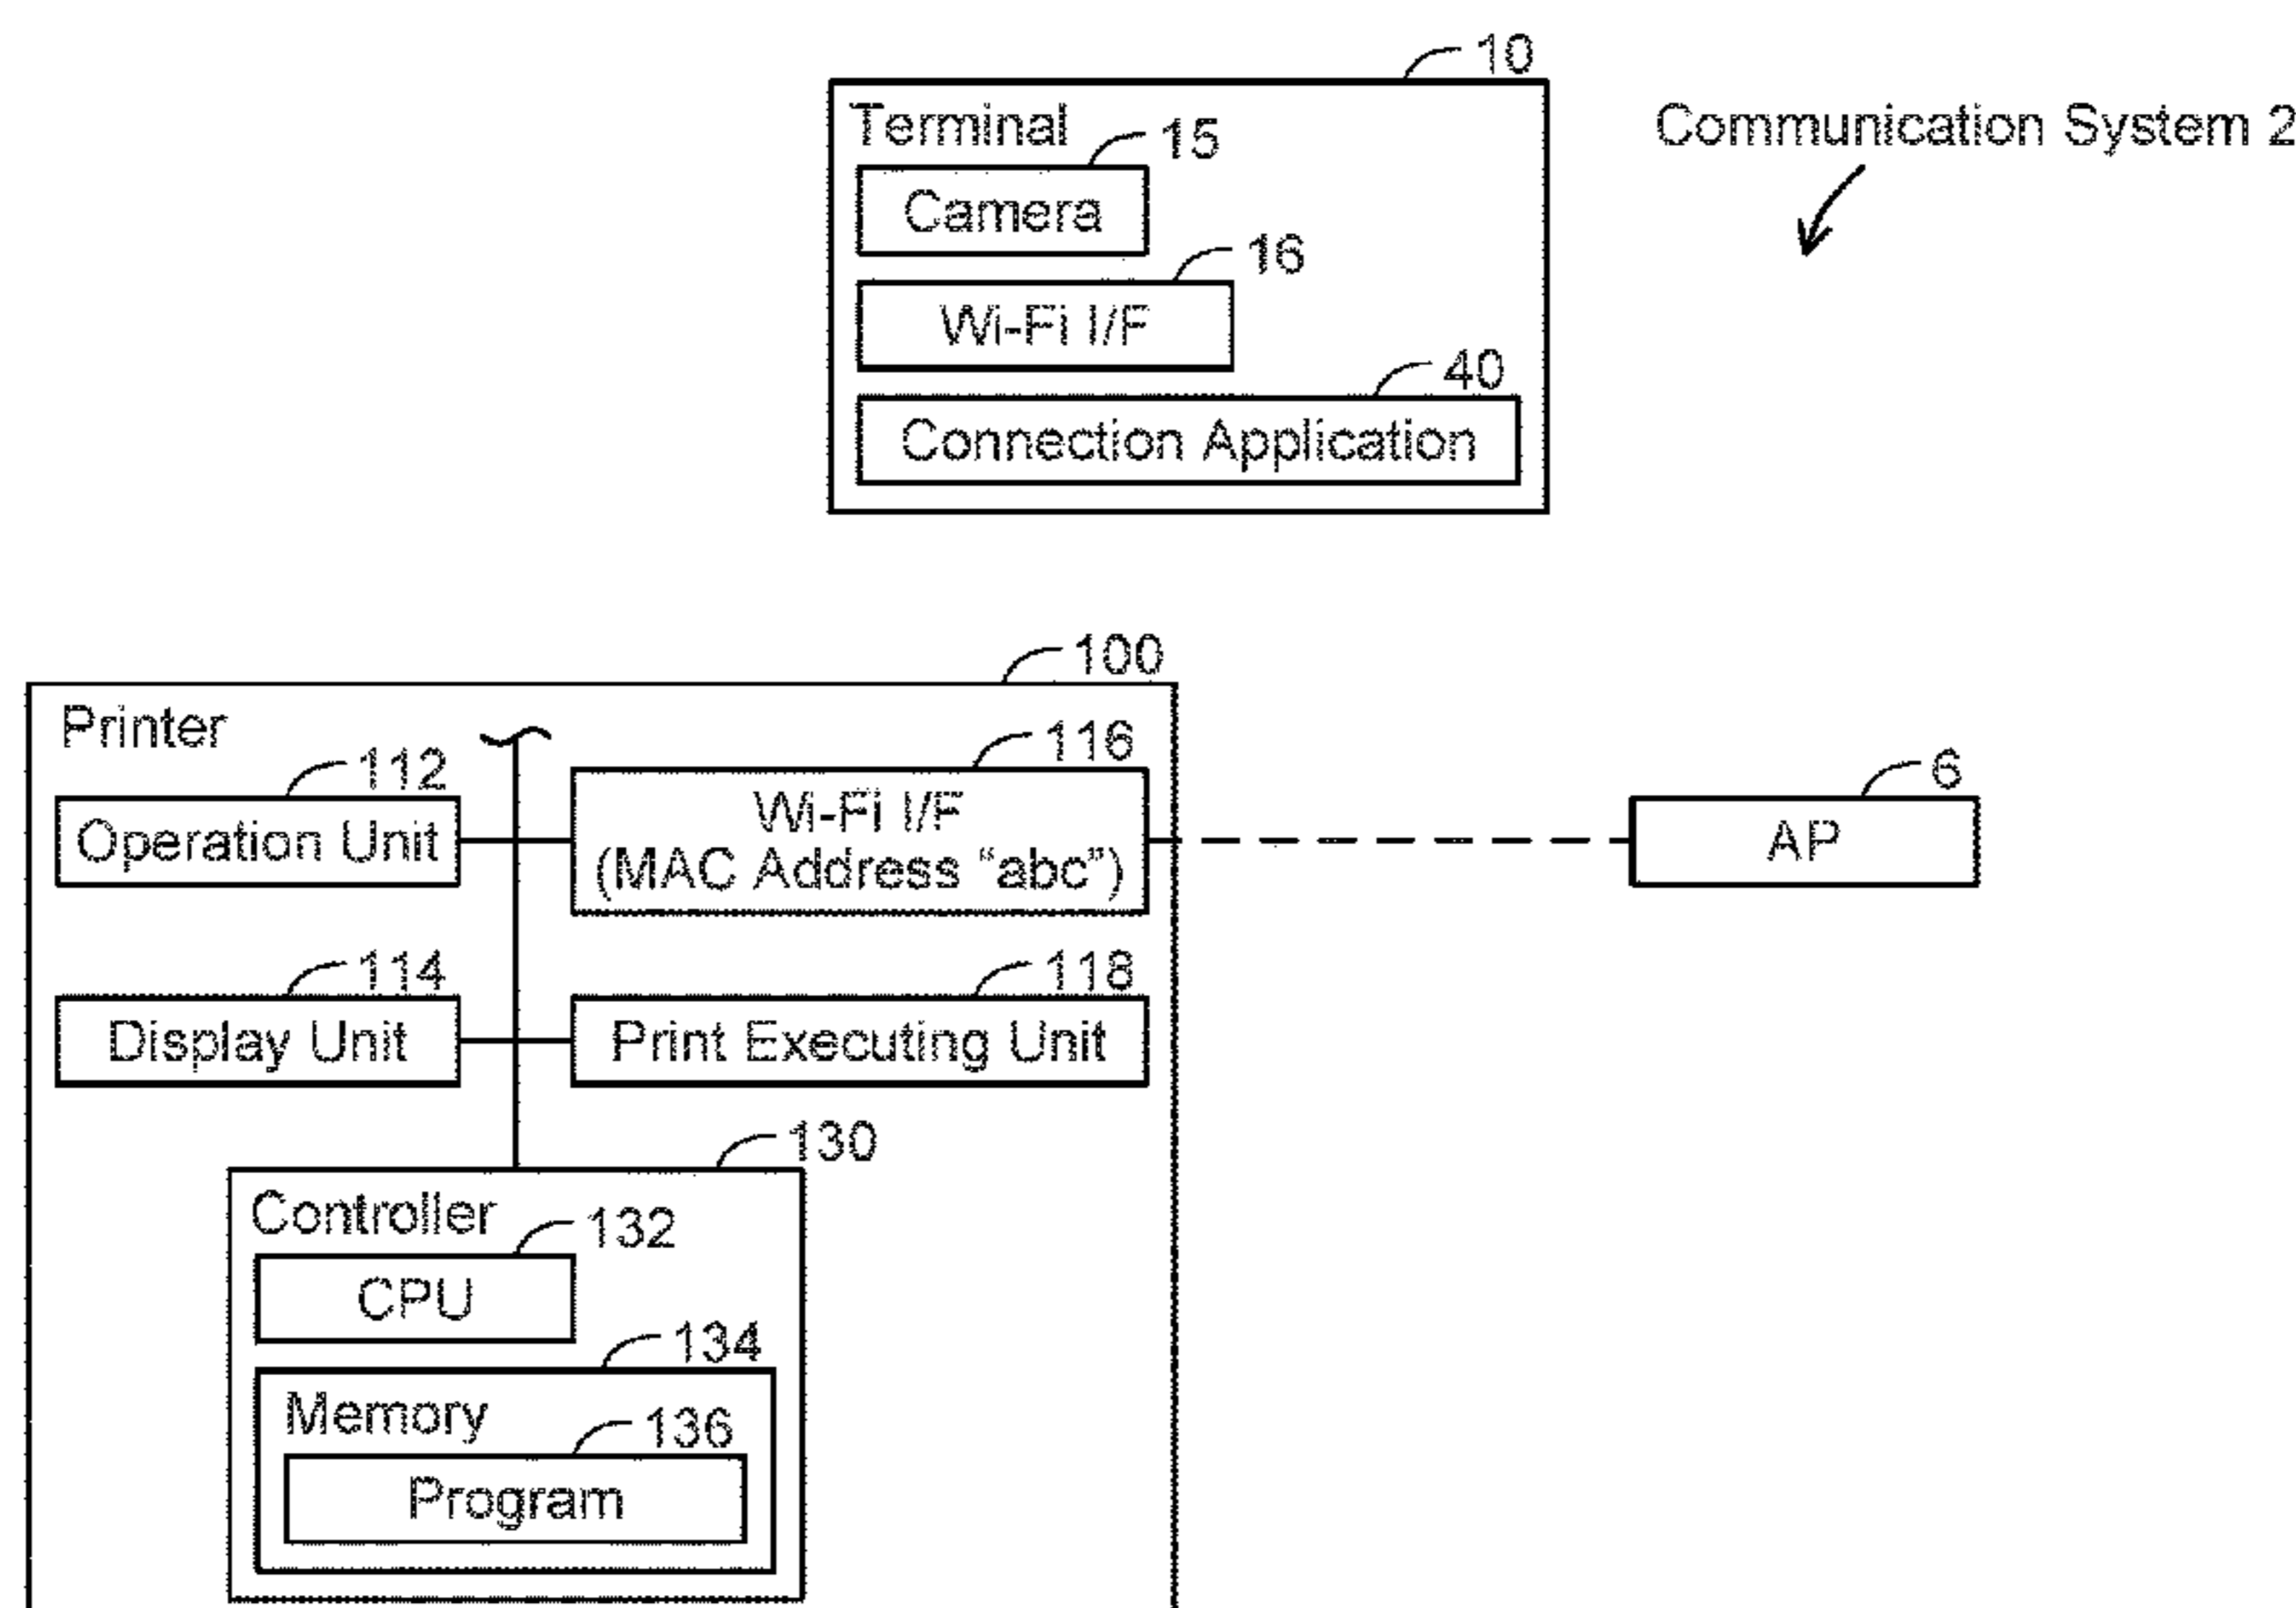 10
Terminal
Communication System 2
15
Camera
16
Wi-Fi I/F
40
Connection Application
100
Printer
112
Operation Unit
116
Wi-Fi I/F
(MAC Address “abc”)
6
AP
114
Display Unit
118
Print Executing Unit
130
Controller
132
CPU
134
Memory
136
Program